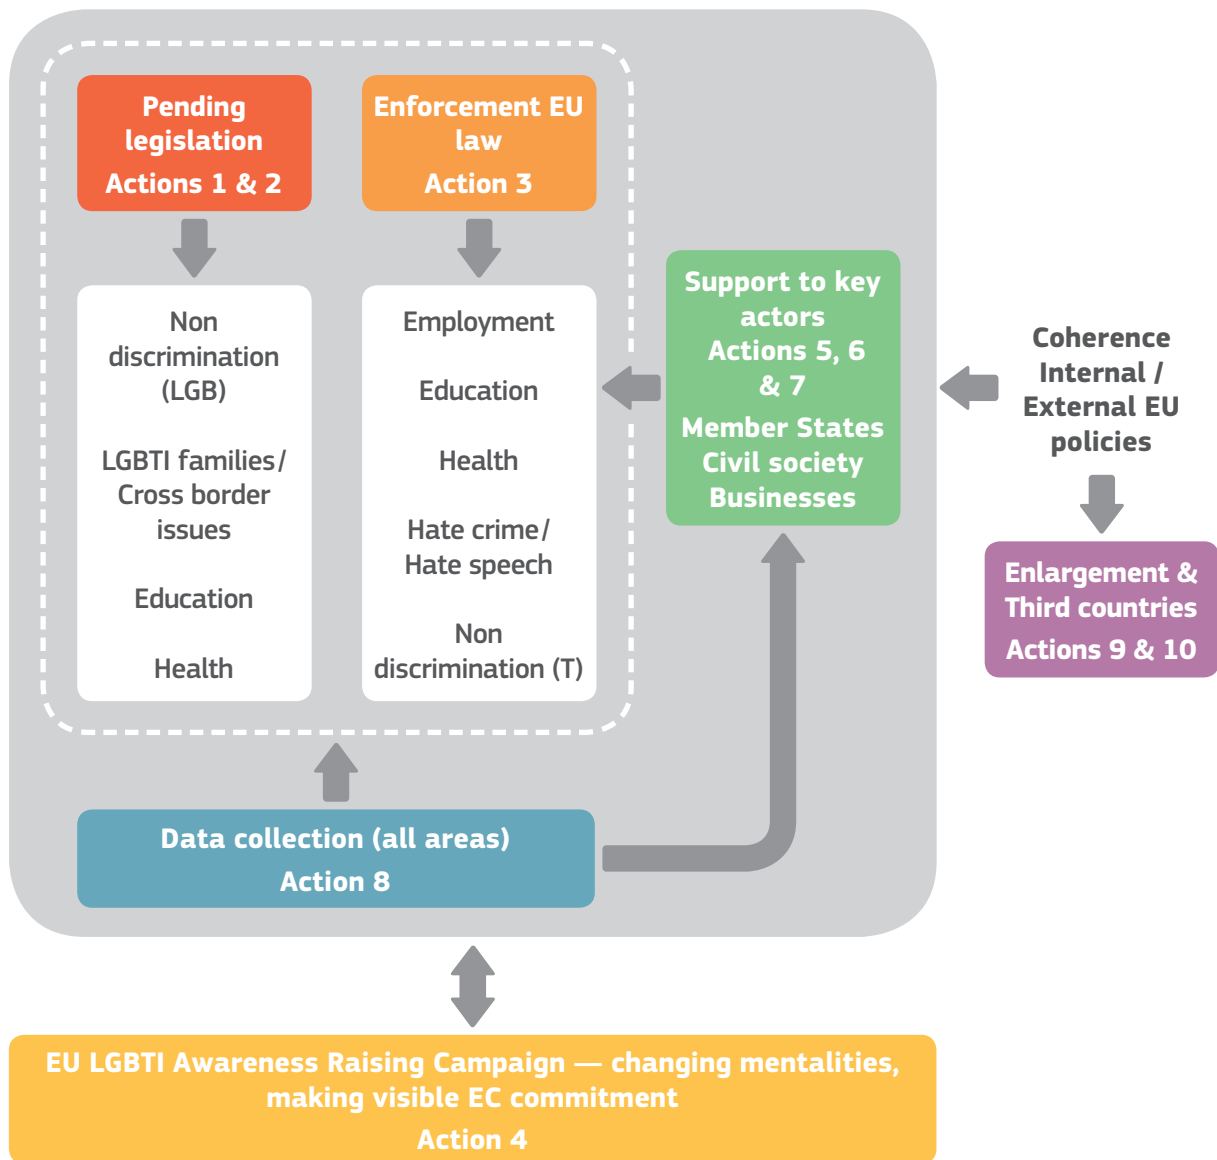 Pending
legislation
Actions 1 & 2
Non
discrimination
(LGB)
LGBTI families/
Cross border
issues
Education
Health
Enforcement EU
law
Action 3
Employment
Education
Health
Hate crime/
Hate speech
Non
discrimination (T)
Support to key
actors
Actions 5, 6
& 7
Member States
Civil society
Businesses
Coherence
Internal /
External EU
policies
Enlargement &
Third countries
Actions 9 & 10
Data collection (all areas)
Action 8
EU LGBTI Awareness Raising Campaign — changing mentalities,
making visible EC commitment
Action 4